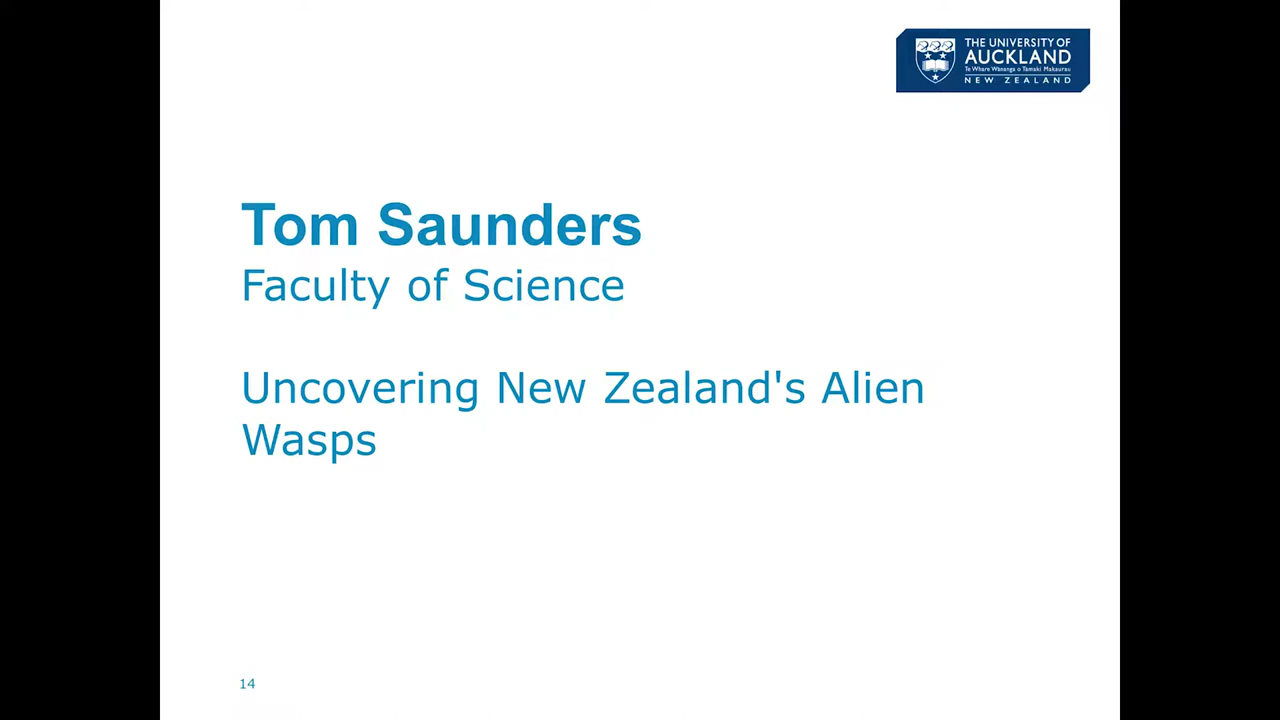 THE UNIVERSITY OF
AUCKLAND
Te Whare Wānanga o Tāmaki Makaurau
NEW ZEALAND
Tom Saunders
Faculty of Science
Uncovering New Zealand's Alien
Wasps
14